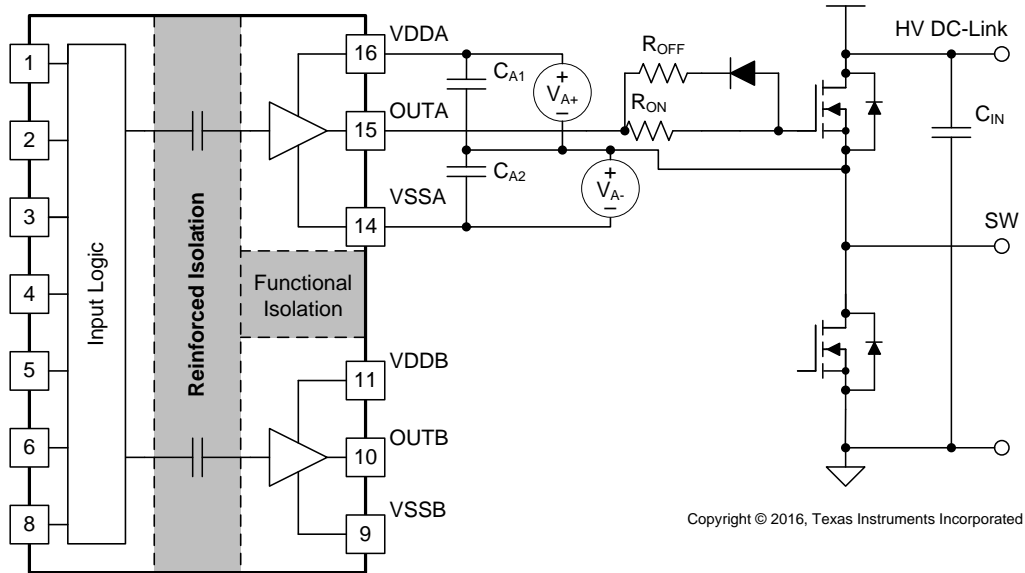 1
2
3
4
5
6
8
Input Logic
Reinforced Isolation
Functional
Isolation
16
15
14
11
10
9
VDDA
OUTA
VSSA
VDDB
OUTB
VSSB
CA1
CA2
+
VA+
−
+
VA-
−
ROFF
RON
HV DC-Link
CIN
SW
Copyright © 2016, Texas Instruments Incorporated